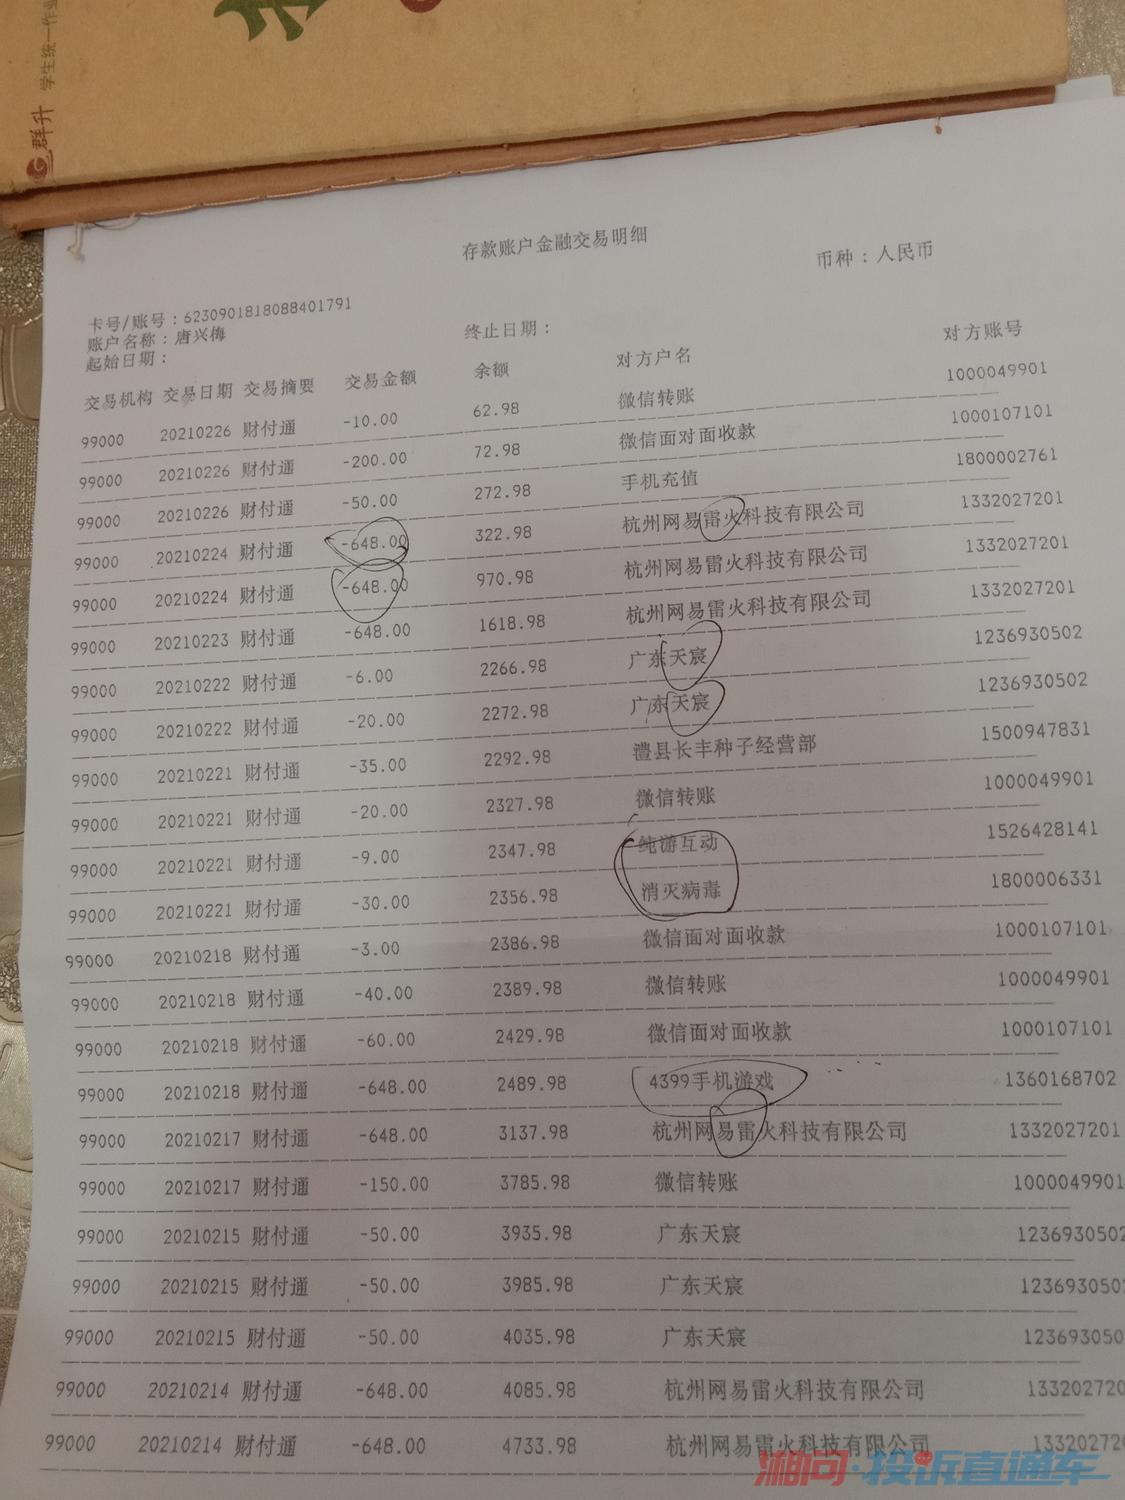 学生统一作业
群升
存款账户金融交易明细
币种：人民币
卡号/账号：6230901818088401791
账户名称：唐兴梅
起始日期： 终止日期：
交易机构 交易日期 交易摘要 交易金额 余额 对方户名 对方账号
99000 20210226 财付通 -10.00 62.98 微信转账 1000049901
99000 20210226 财付通 -200.00 72.98 微信面对面收款 1000107101
99000 20210226 财付通 -50.00 272.98 手机充值 1800002761
99000 20210224 财付通 -648.00 322.98 杭州网易雷火科技有限公司 1332027201
99000 20210224 财付通 -648.00 970.98 杭州网易雷火科技有限公司 1332027201
99000 20210223 财付通 -648.00 1618.98 杭州网易雷火科技有限公司 1332027201
99000 20210222 财付通 -6.00 2266.98 广东天宸 1236930502
99000 20210222 财付通 -20.00 2272.98 广东天宸 1236930502
99000 20210221 财付通 -35.00 2292.98 澧县长丰种子经营部 1500947831
99000 20210221 财付通 -20.00 2327.98 微信转账 1000049901
99000 20210221 财付通 -9.00 2347.98 纯游互动 1526428141
99000 20210221 财付通 -30.00 2356.98 消灭病毒 1800006331
99000 20210218 财付通 -3.00 2386.98 微信面对面收款 1000107101
99000 20210218 财付通 -40.00 2389.98 微信转账 1000049901
99000 20210218 财付通 -60.00 2429.98 微信面对面收款 1000107101
99000 20210218 财付通 -648.00 2489.98 4399手机游戏 1360168702
99000 20210217 财付通 -648.00 3137.98 杭州网易雷火科技有限公司 1332027201
99000 20210217 财付通 -150.00 3785.98 微信转账 1000049901
99000 20210215 财付通 -50.00 3935.98 广东天宸 1236930502
99000 20210215 财付通 -50.00 3985.98 广东天宸 123693050
99000 20210215 财付通 -50.00 4035.98 广东天宸 123693050
99000 20210214 财付通 -648.00 4085.98 杭州网易雷火科技有限公司 133202720
99000 20210214 财付通 -648.00 4733.98 杭州网易雷火科技有限公司 133202720
湘问·投诉直通车